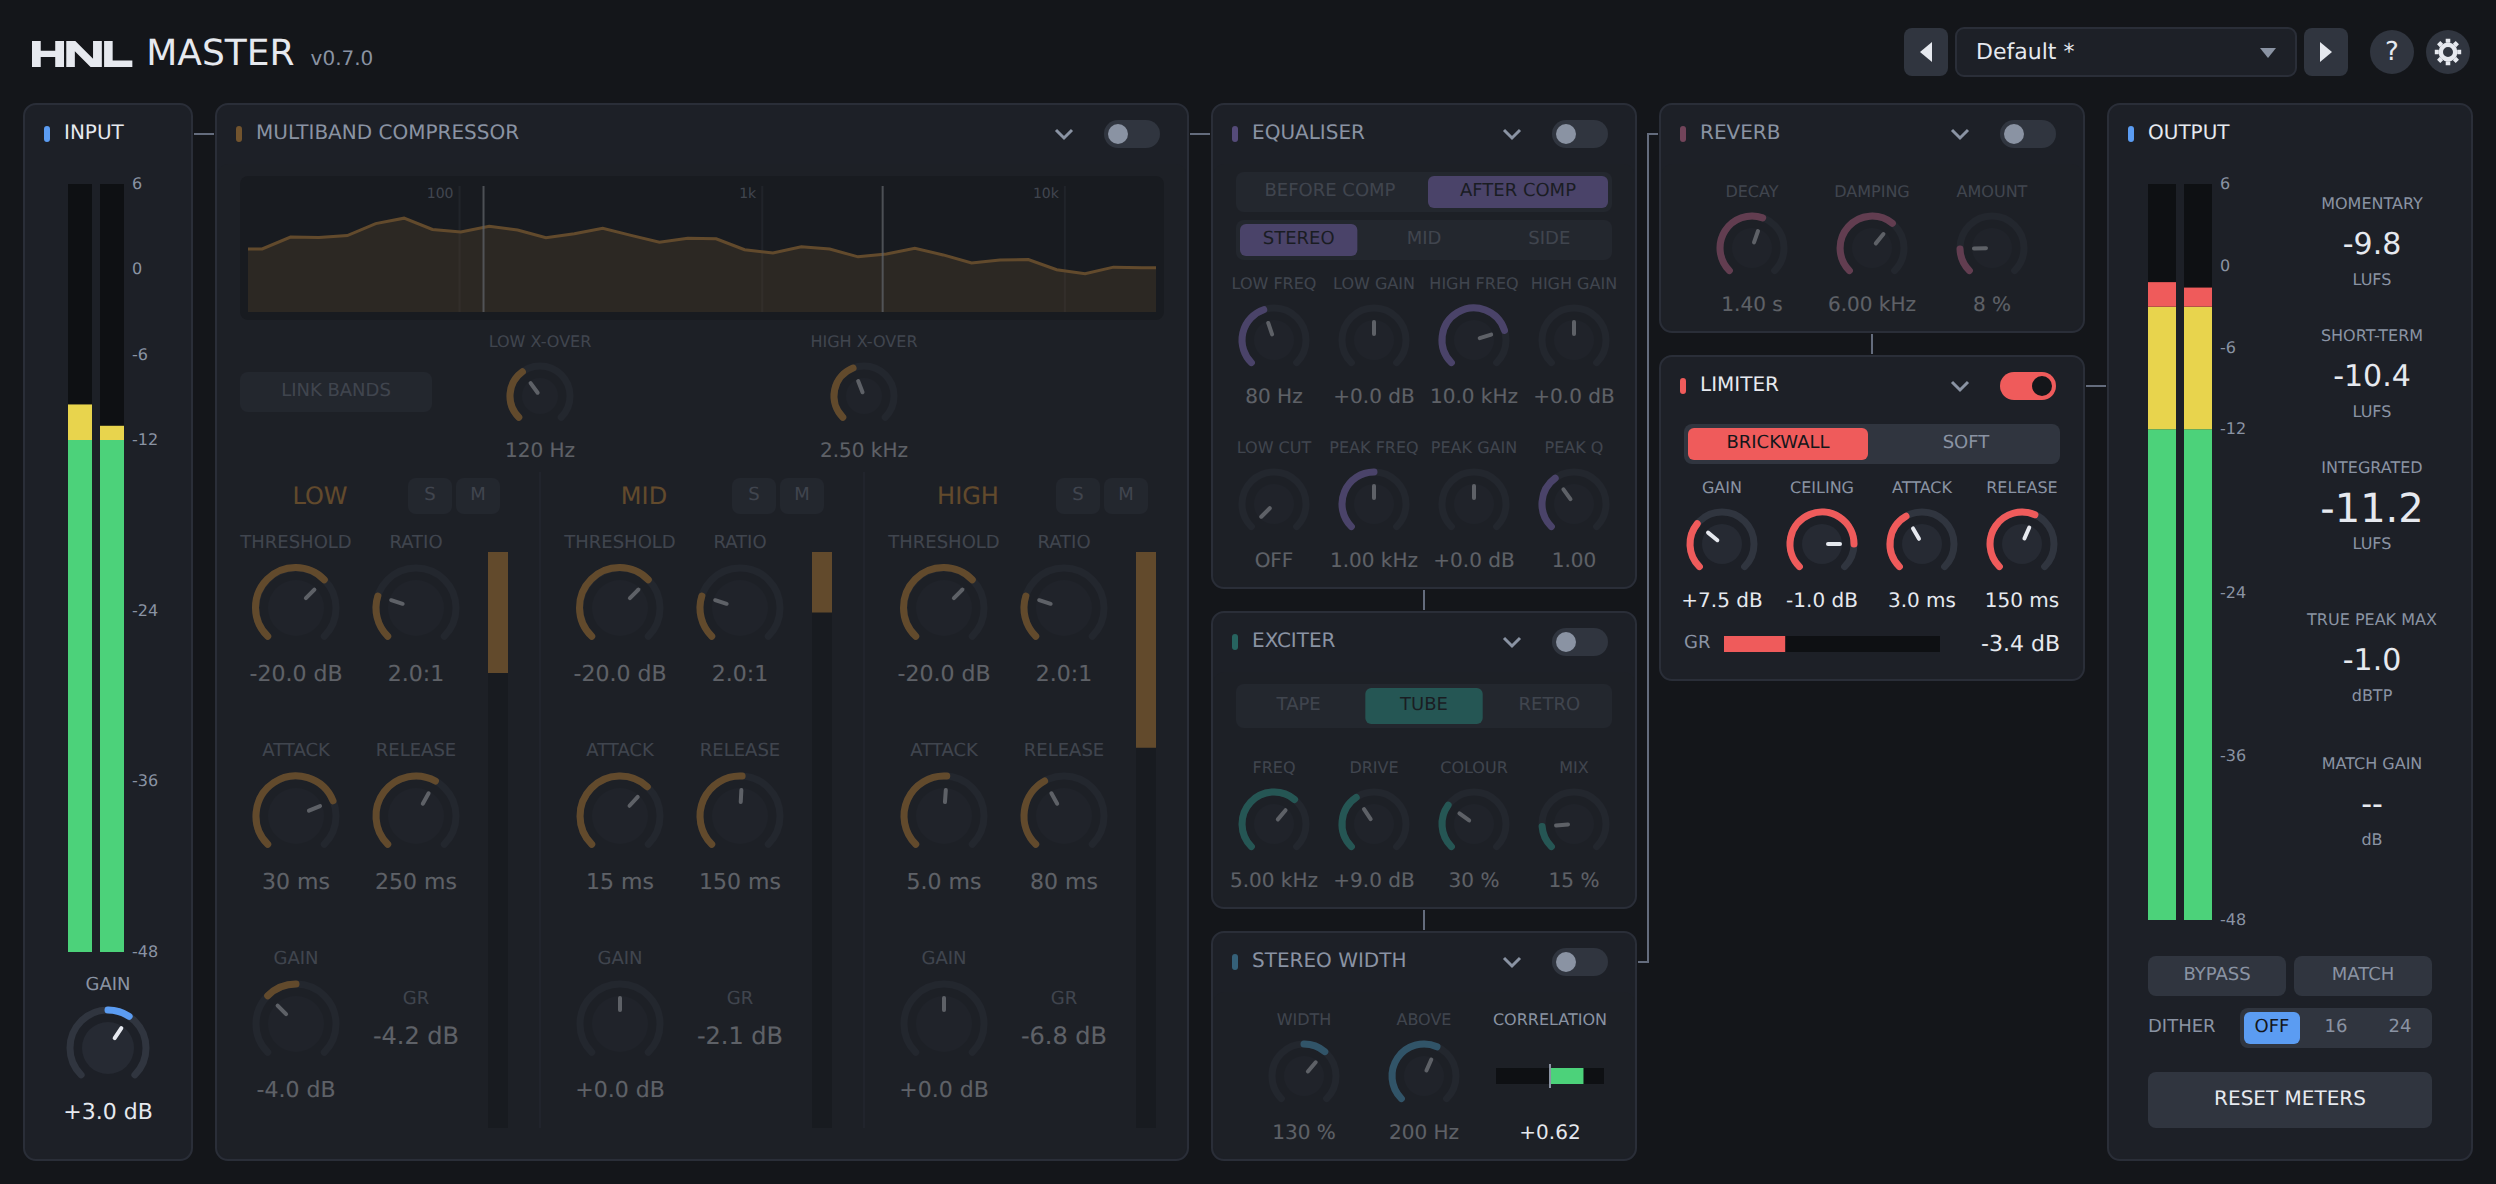 HNL MASTER v0.7.0
Default *
?
INPUT
6
0
-6
-12
-24
-36
-48
GAIN
+3.0 dB
MULTIBAND COMPRESSOR
100 1k 10k
LOW X-OVER HIGH X-OVER
LINK BANDS
120 Hz 2.50 kHz
LOW S M MID S M HIGH S M
THRESHOLD RATIO THRESHOLD RATIO THRESHOLD RATIO
-20.0 dB 2.0:1 -20.0 dB 2.0:1 -20.0 dB 2.0:1
ATTACK RELEASE ATTACK RELEASE ATTACK RELEASE
30 ms 250 ms 15 ms 150 ms 5.0 ms 80 ms
GAIN GAIN GAIN
GR GR GR
-4.2 dB -2.1 dB -6.8 dB
-4.0 dB +0.0 dB +0.0 dB
EQUALISER
BEFORE COMP AFTER COMP
STEREO MID SIDE
LOW FREQ LOW GAIN HIGH FREQ HIGH GAIN
80 Hz +0.0 dB 10.0 kHz +0.0 dB
LOW CUT PEAK FREQ PEAK GAIN PEAK Q
OFF 1.00 kHz +0.0 dB 1.00
EXCITER
TAPE TUBE RETRO
FREQ DRIVE COLOUR MIX
5.00 kHz +9.0 dB 30 % 15 %
STEREO WIDTH
WIDTH ABOVE CORRELATION
130 % 200 Hz +0.62
REVERB
DECAY DAMPING AMOUNT
1.40 s 6.00 kHz 8 %
LIMITER
BRICKWALL SOFT
GAIN CEILING ATTACK RELEASE
+7.5 dB -1.0 dB 3.0 ms 150 ms
GR -3.4 dB
OUTPUT
6
0
-6
-12
-24
-36
-48
MOMENTARY
-9.8
LUFS
SHORT-TERM
-10.4
LUFS
INTEGRATED
-11.2
LUFS
TRUE PEAK MAX
-1.0
dBTP
MATCH GAIN
--
dB
BYPASS MATCH
DITHER OFF 16 24
RESET METERS